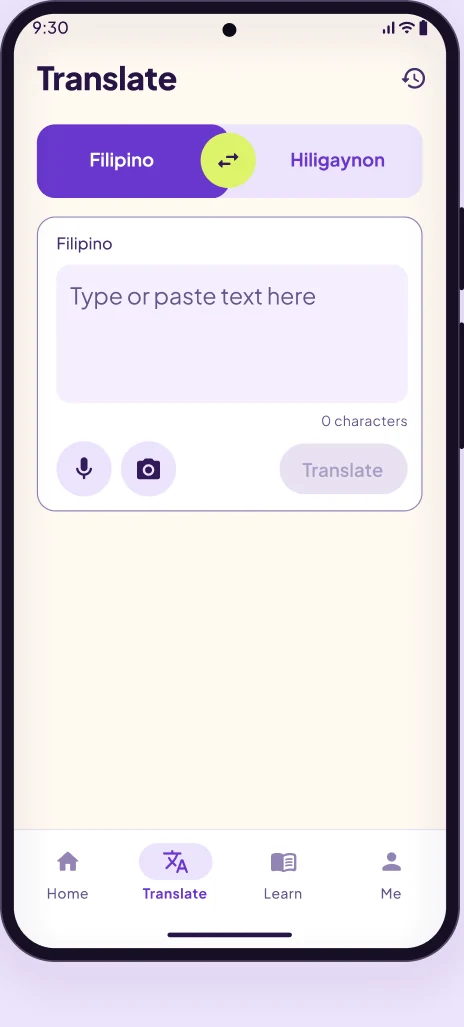 9:30
Translate
Filipino
Hiligaynon
Filipino
Type or paste text here
0 characters
Translate
Home
Translate
Learn
Me